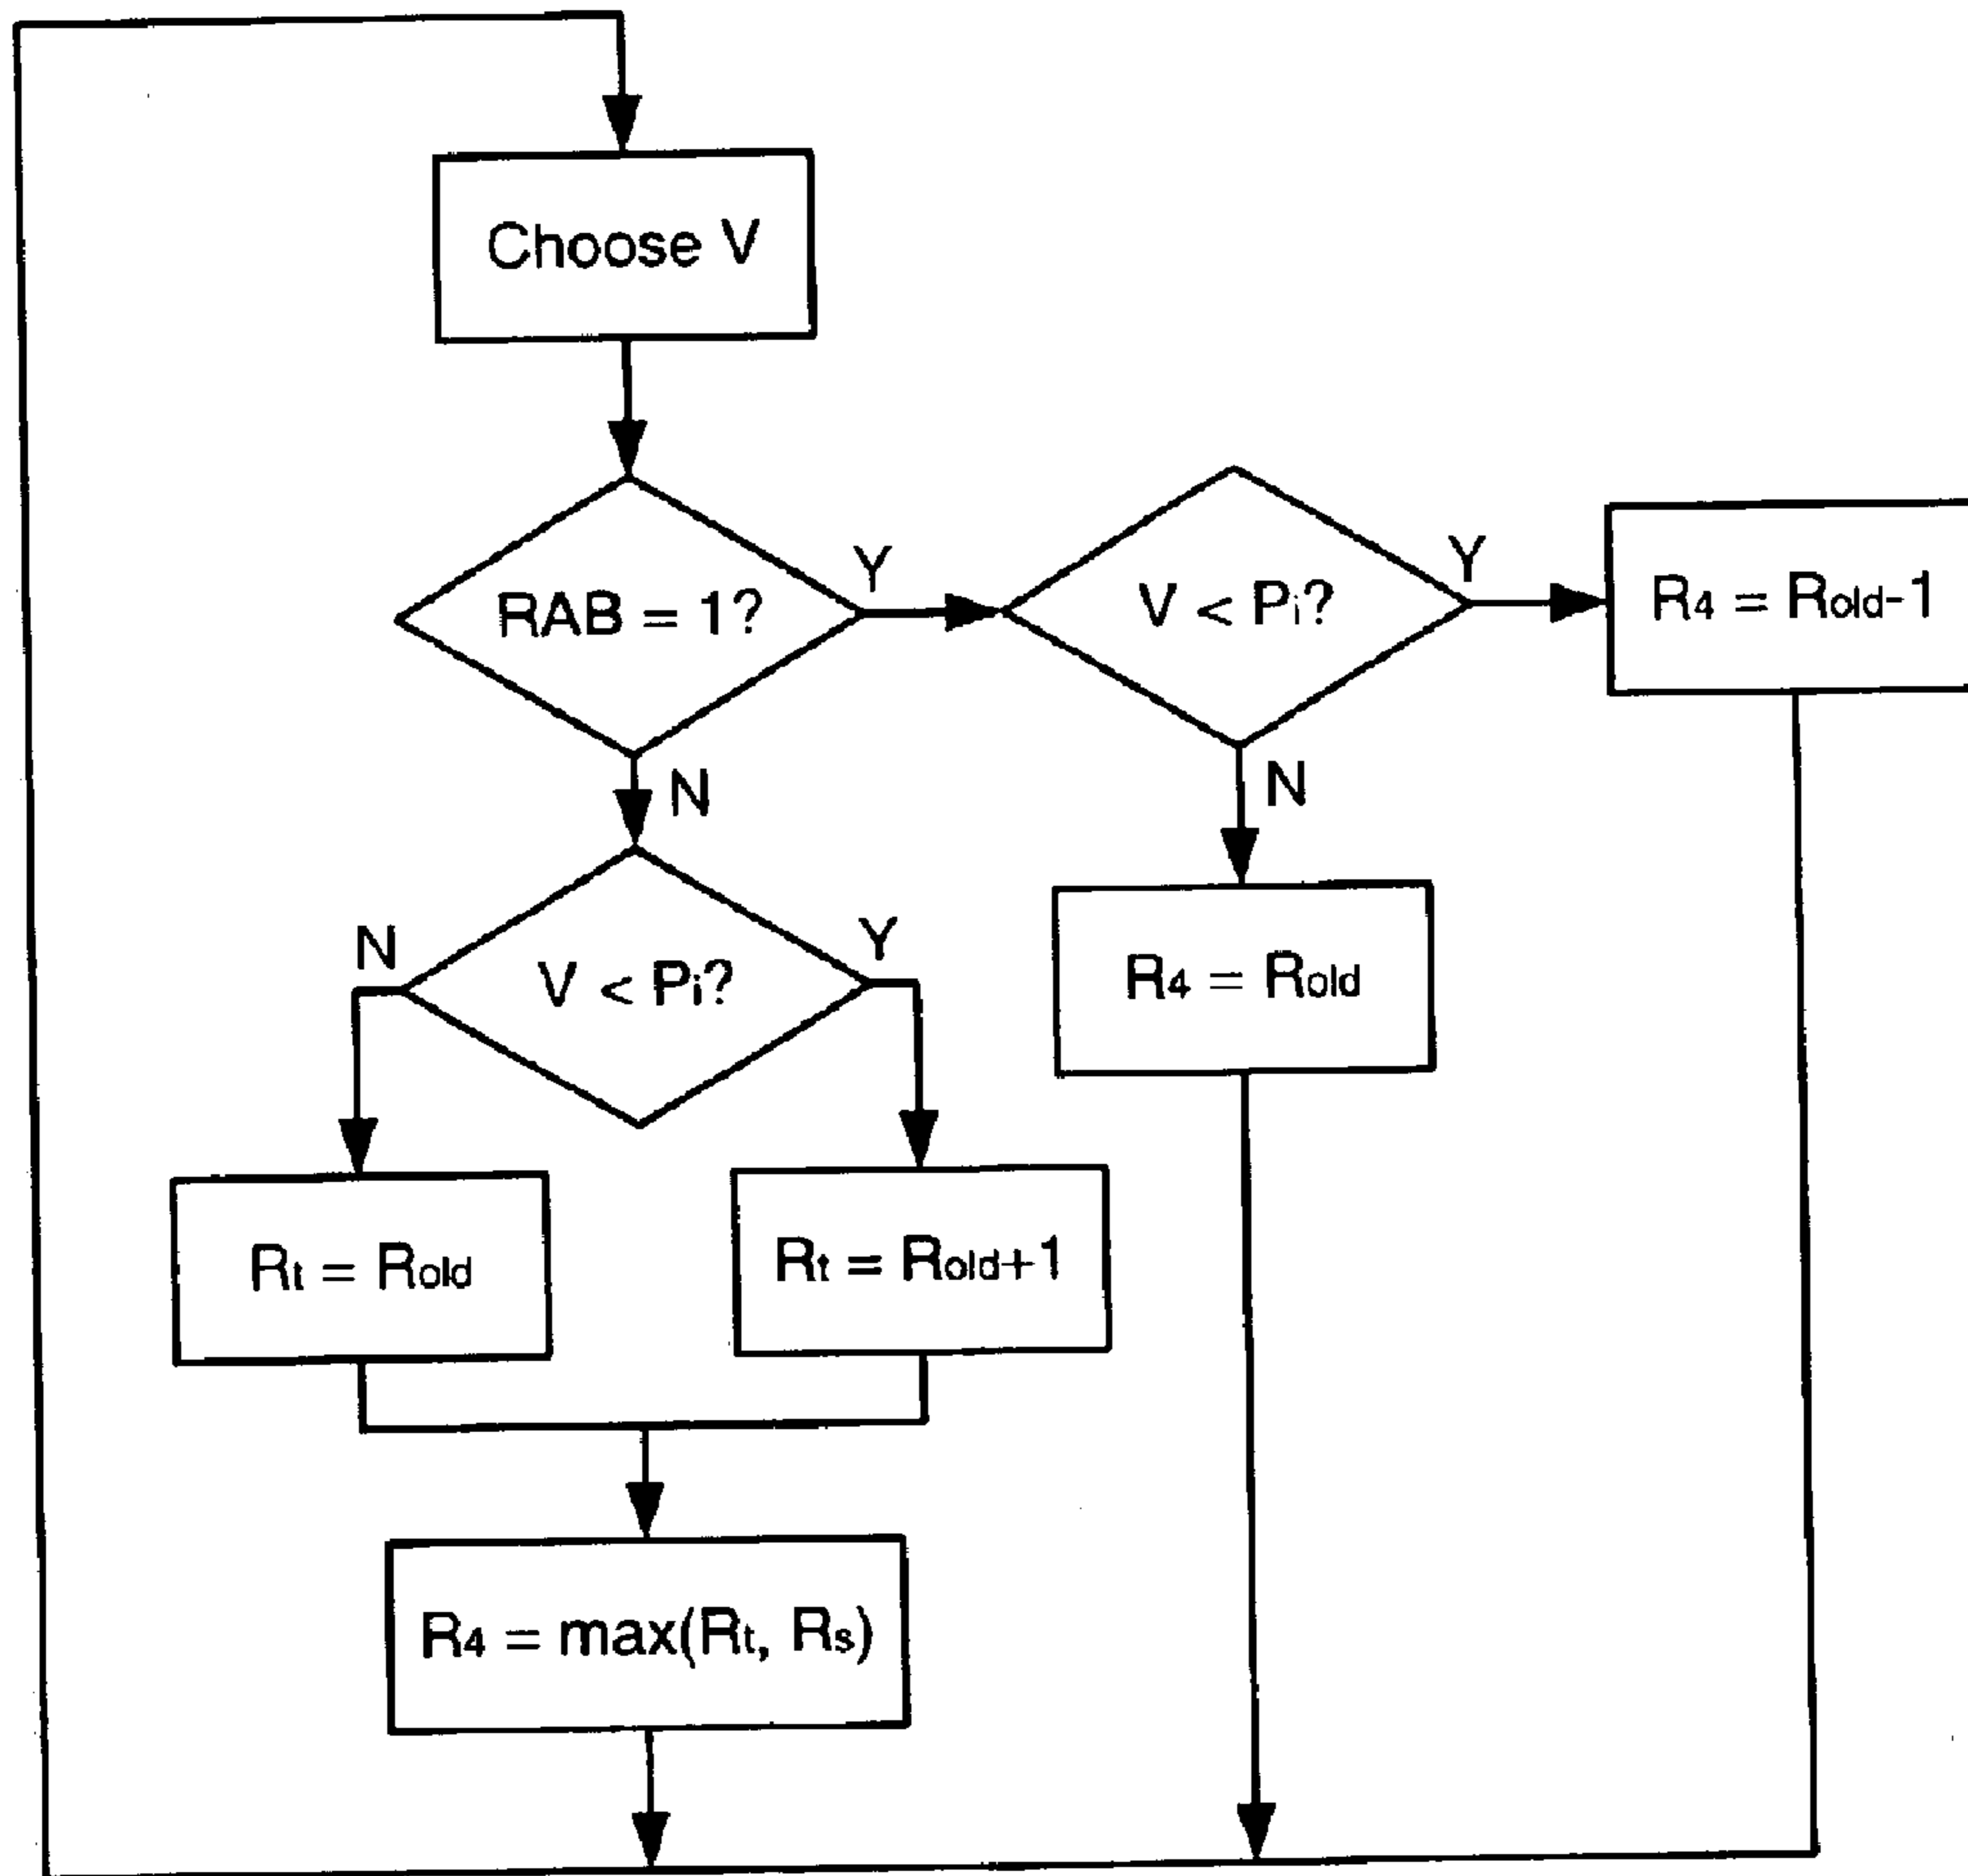 Choose V
RAB = 1?
Y
V < Pi?
Y
R4 = Rold-1
N
N
V < Pi?
N
Y
R4 = Rold
Rt = Rold
Rt = Rold+1
R4 = max(Rt, Rs)